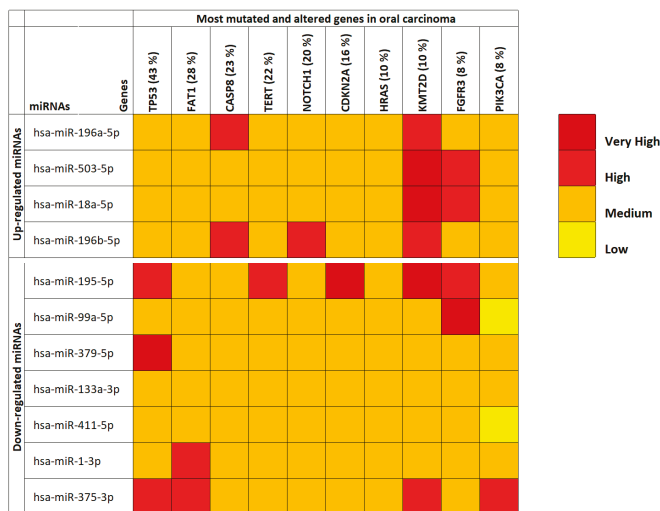 Most mutated and altered genes in oral carcinoma
miRNAs
Genes
TP53 (43 %)
FAT1 (28 %)
CASP8 (23 %)
TERT (22 %)
NOTCH1 (20 %)
CDKN2A (16 %)
HRAS (10 %)
KMT2D (10 %)
FGFR3 (8 %)
PIK3CA (8 %)
Up-regulated miRNAs
hsa-miR-196a-5p
hsa-miR-503-5p
hsa-miR-18a-5p
hsa-miR-196b-5p
Down-regulated miRNAs
hsa-miR-195-5p
hsa-miR-99a-5p
hsa-miR-379-5p
hsa-miR-133a-3p
hsa-miR-411-5p
hsa-miR-1-3p
hsa-miR-375-3p
Very High
High
Medium
Low